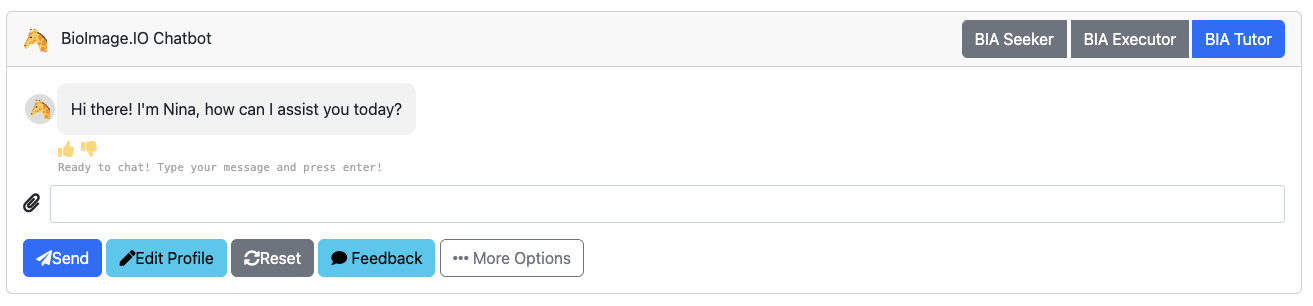 BioImage.IO Chatbot
BIA Seeker
BIA Executor
BIA Tutor
Hi there! I'm Nina, how can I assist you today?
Ready to chat! Type your message and press enter!
Send
Edit Profile
Reset
Feedback
••• More Options